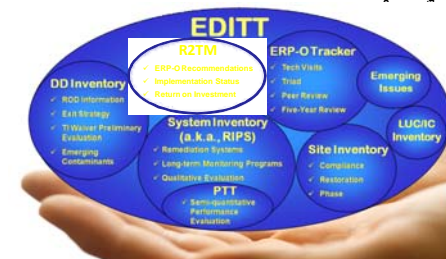 EDITT
R2TM
✓ ERP-O Recommendations
✓ Implementation Status
✓ Return on Investment
ERP-O Tracker
✓ Tech Visits
✓ Triad
✓ Peer Review
✓ Five-Year Review
Emerging
Issues
DD Inventory
✓ ROD Information
✓ Exit Strategy
✓ TI Waiver Preliminary
Evaluation
✓ Emerging
Contaminants
System Inventory
(a.k.a., RIPS)
✓ Remediation Systems
✓ Long-term Monitoring Programs
✓ Qualitative Evaluation
LUC/IC
Inventory
Site Inventory
✓ Compliance
✓ Restoration
✓ Phase
PTT
✓ Semi-quantitative
Performance
Evaluation